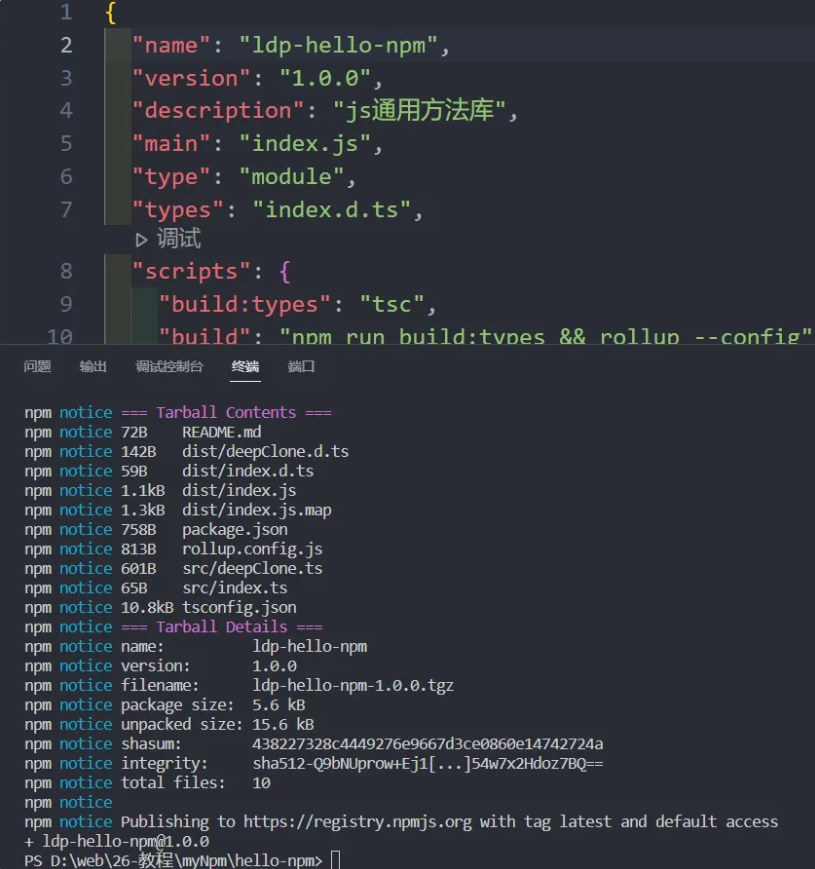 1 {
2 "name": "ldp-hello-npm",
3 "version": "1.0.0",
4 "description": "js通用方法库",
5 "main": "index.js",
6 "type": "module",
7 "types": "index.d.ts",
▷ 调试
8 "scripts": {
9 "build:types": "tsc",
10 "build": "npm run build:types && rollup --config"
问题 输出 调试控制台 终端 端口
npm notice === Tarball Contents ===
npm notice 72B README.md
npm notice 142B dist/deepClone.d.ts
npm notice 59B dist/index.d.ts
npm notice 1.1kB dist/index.js
npm notice 1.3kB dist/index.js.map
npm notice 758B package.json
npm notice 813B rollup.config.js
npm notice 601B src/deepClone.ts
npm notice 65B src/index.ts
npm notice 10.8kB tsconfig.json
npm notice === Tarball Details ===
npm notice name: ldp-hello-npm
npm notice version: 1.0.0
npm notice filename: ldp-hello-npm-1.0.0.tgz
npm notice package size: 5.6 kB
npm notice unpacked size: 15.6 kB
npm notice shasum: 438227328c4449276e9667d3ce0860e14742724a
npm notice integrity: sha512-Q9bNUprow+Ej1[...]54w7x2Hdoz7BQ==
npm notice total files: 10
npm notice
npm notice Publishing to https://registry.npmjs.org with tag latest and default access
+ ldp-hello-npm@1.0.0
PS D:\web\26-教程\myNpm\hello-npm>